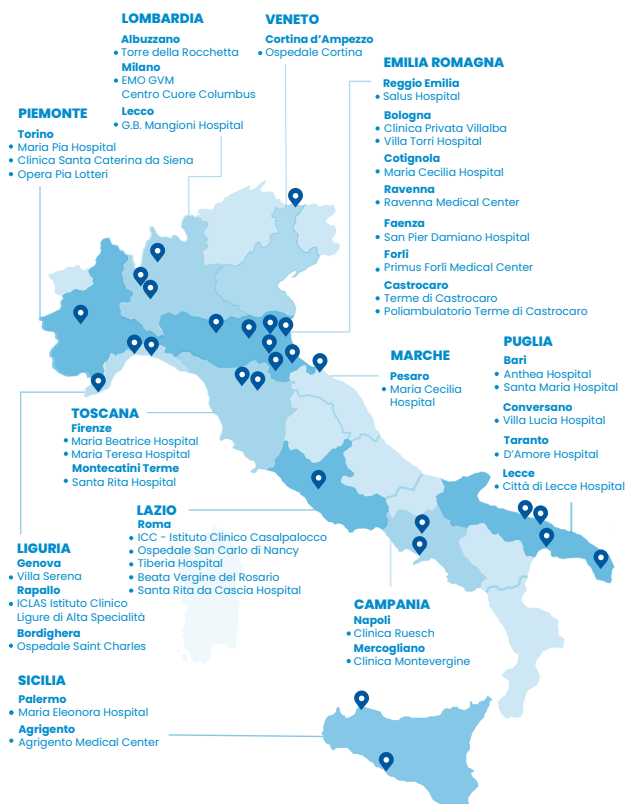 LOMBARDIA
Albuzzano
• Torre della Rocchetta
Milano
• EMO GVM
Centro Cuore Columbus
Lecco
• G.B. Mangioni Hospital
VENETO
Cortina d’Ampezzo
• Ospedale Cortina
EMILIA ROMAGNA
Reggio Emilia
• Salus Hospital
Bologna
• Clinica Privata Villalba
• Villa Torri Hospital
Cotignola
• Maria Cecilia Hospital
Ravenna
• Ravenna Medical Center
Faenza
• San Pier Damiano Hospital
Forlì
• Primus Forlì Medical Center
Castrocaro
• Terme di Castrocaro
• Poliambulatorio Terme di Castrocaro
PIEMONTE
Torino
• Maria Pia Hospital
• Clinica Santa Caterina da Siena
• Opera Pia Lotteri
MARCHE
Pesaro
• Maria Cecilia
Hospital
PUGLIA
Bari
• Anthea Hospital
• Santa Maria Hospital
Conversano
• Villa Lucia Hospital
Taranto
• D’Amore Hospital
Lecce
• Città di Lecce Hospital
TOSCANA
Firenze
• Maria Beatrice Hospital
• Maria Teresa Hospital
Montecatini Terme
• Santa Rita Hospital
LAZIO
Roma
• ICC - Istituto Clinico Casalpalocco
• Ospedale San Carlo di Nancy
• Tiberia Hospital
• Beata Vergine del Rosario
• Santa Rita da Cascia Hospital
LIGURIA
Genova
• Villa Serena
Rapallo
• ICLAS Istituto Clinico
Ligure di Alta Specialità
Bordighera
• Ospedale Saint Charles
CAMPANIA
Napoli
• Clinica Ruesch
Mercogliano
• Clinica Montevergine
SICILIA
Palermo
• Maria Eleonora Hospital
Agrigento
• Agrigento Medical Center